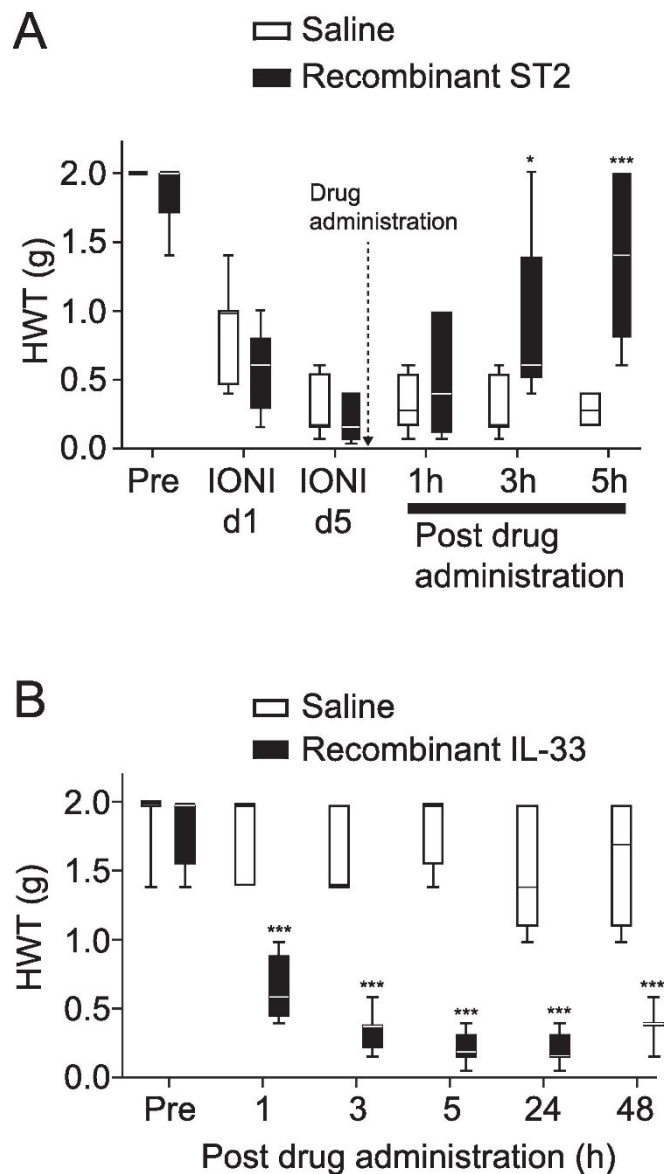 A
Saline
Recombinant ST2
HWT (g)
2.0
1.5
1.0
0.5
0.0
Drug
administration
*
***
Pre
IONI
d1
IONI
d5
1h
3h
5h
Post drug
administration
B
Saline
Recombinant IL-33
HWT (g)
2.0
1.5
1.0
0.5
0.0
***
***
***
***
***
Pre
1
3
5
24
48
Post drug administration (h)